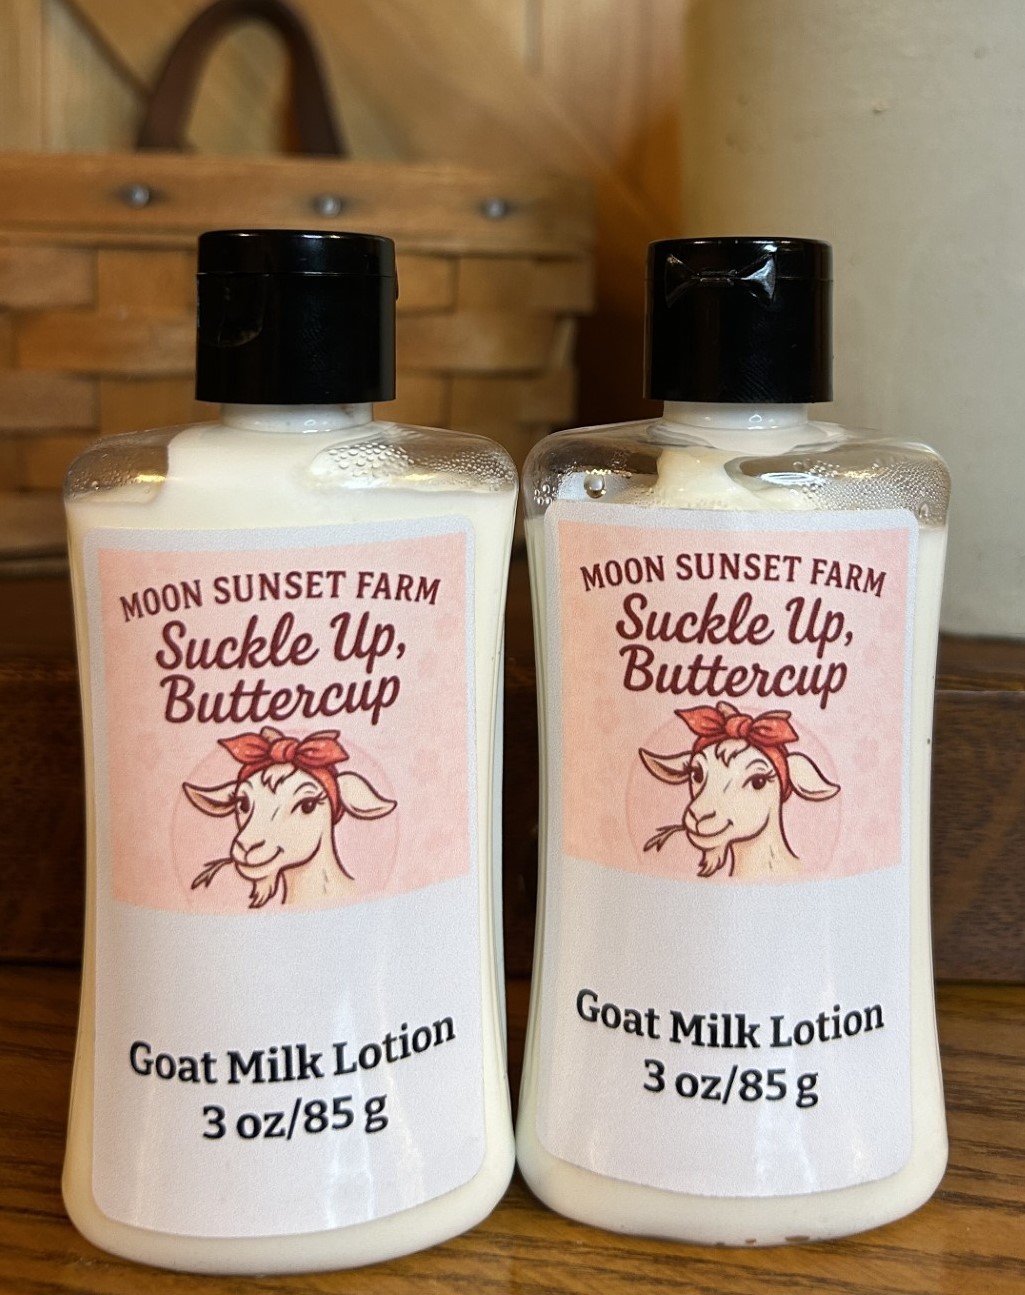 MOON SUNSET FARM
Suckle Up,
Buttercup
Goat Milk Lotion
3 oz/85 g
MOON SUNSET FARM
Suckle Up,
Buttercup
Goat Milk Lotion
3 oz/85 g